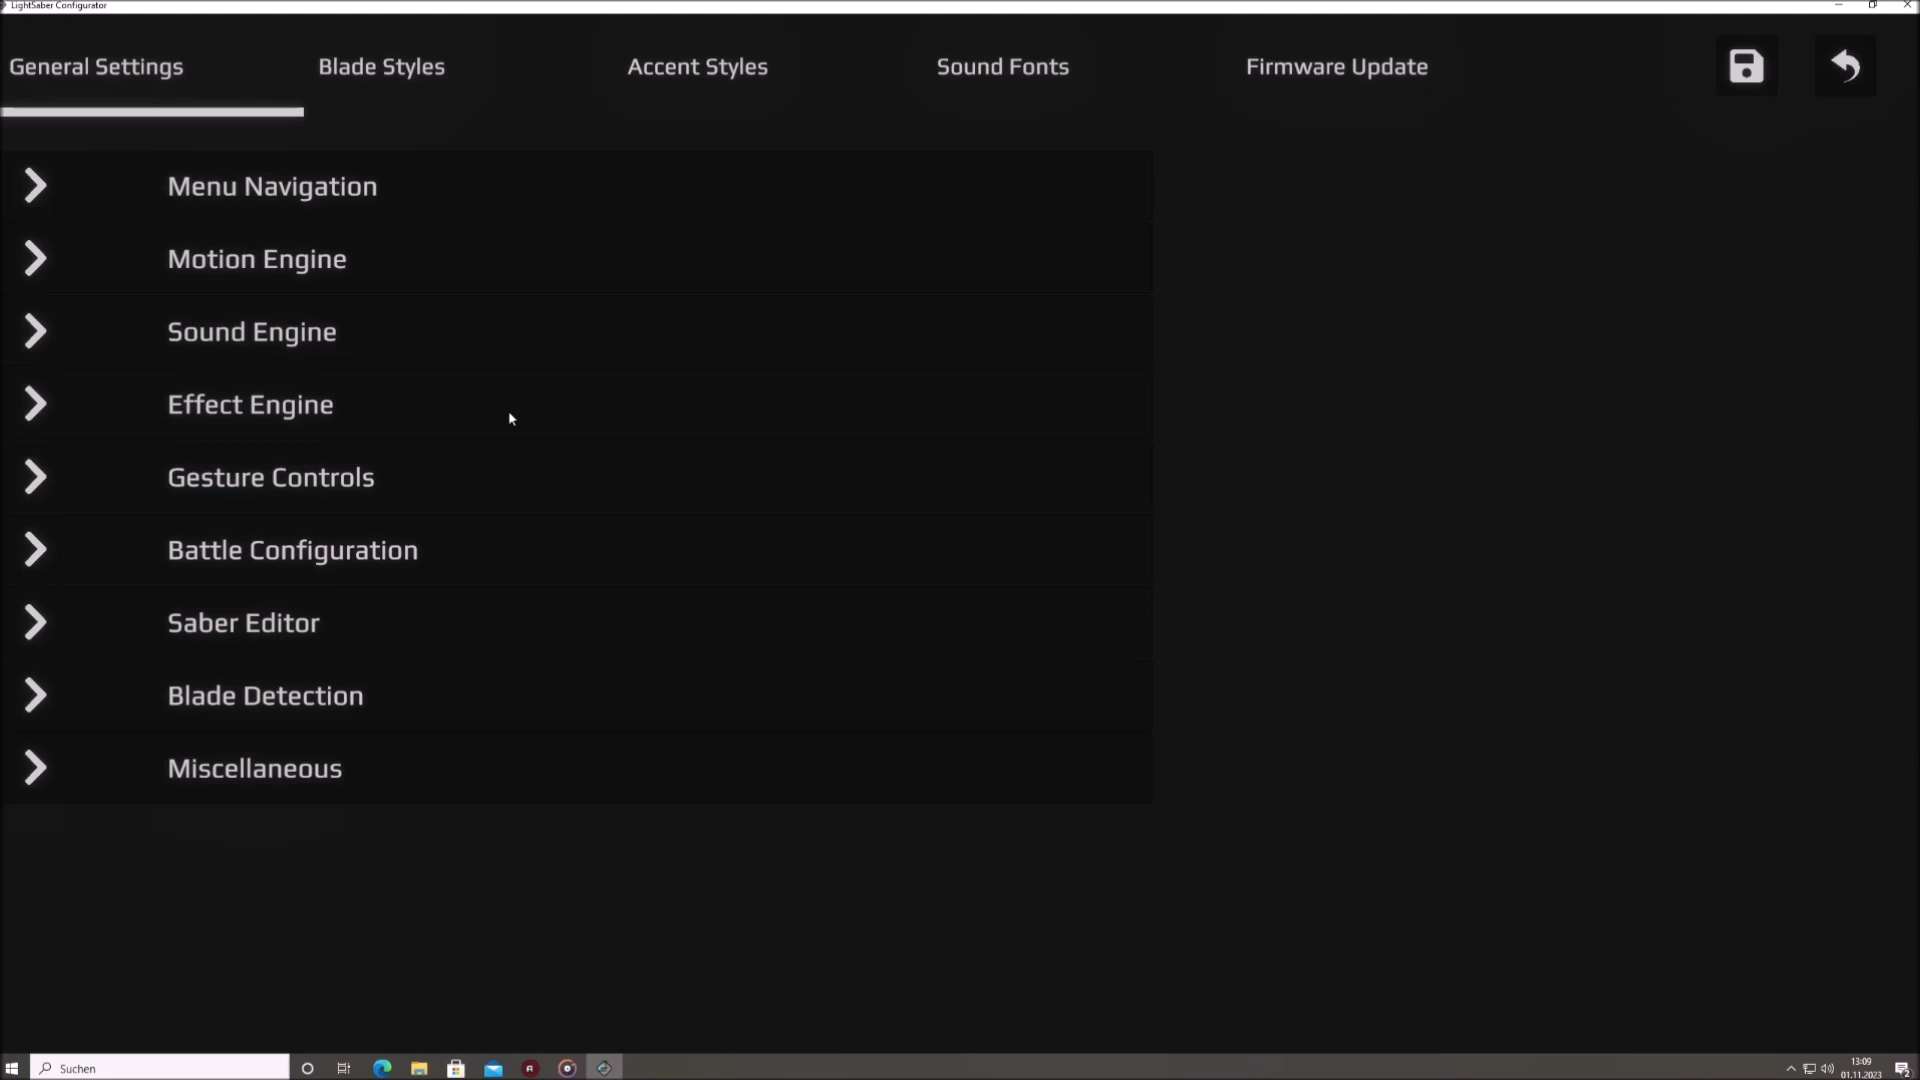 LightSaber Configurator
General Settings
Blade Styles
Accent Styles
Sound Fonts
Firmware Update
Menu Navigation
Motion Engine
Sound Engine
Effect Engine
Gesture Controls
Battle Configuration
Saber Editor
Blade Detection
Miscellaneous
Suchen
13:09
01.11.2023
2